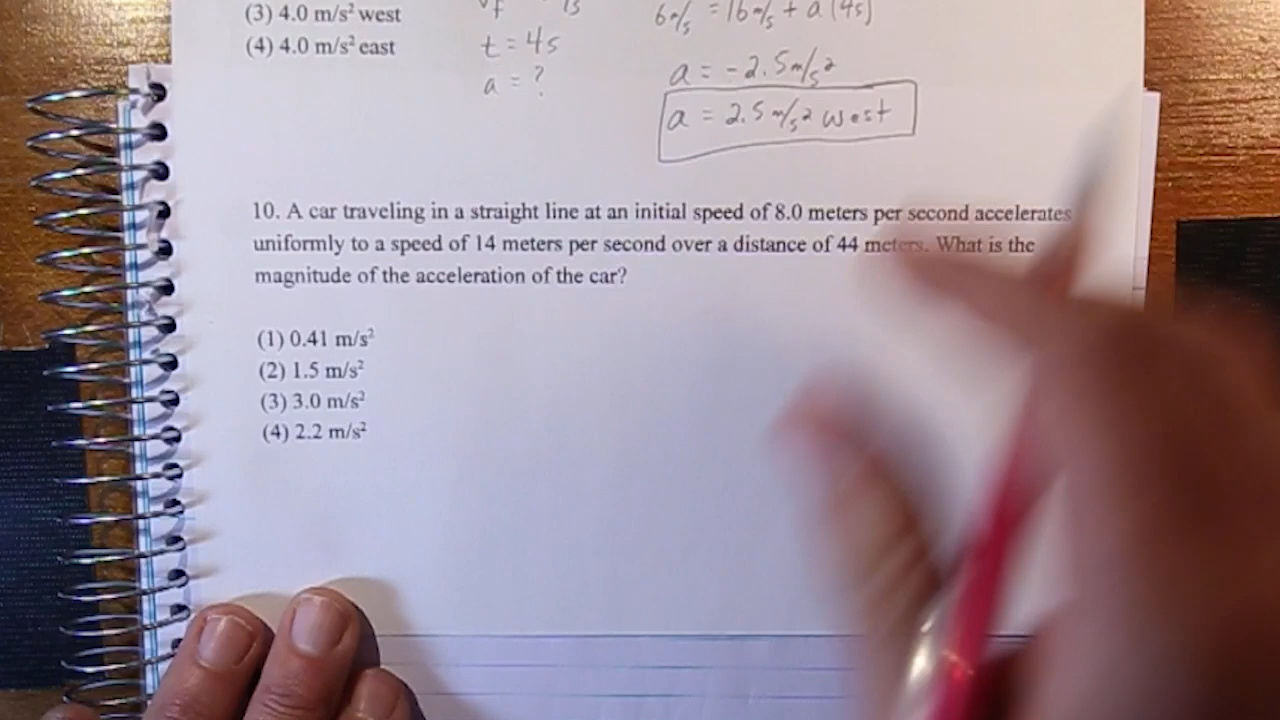 (3) 4.0 m/s² west
(4) 4.0 m/s² east
t = 4s
a = ?
6 m/s = 16 m/s + a (4s)
a = -2.5 m/s²
a = 2.5 m/s² west
10. A car traveling in a straight line at an initial speed of 8.0 meters per second accelerates
uniformly to a speed of 14 meters per second over a distance of 44 meters. What is the
magnitude of the acceleration of the car?
(1) 0.41 m/s²
(2) 1.5 m/s²
(3) 3.0 m/s²
(4) 2.2 m/s²